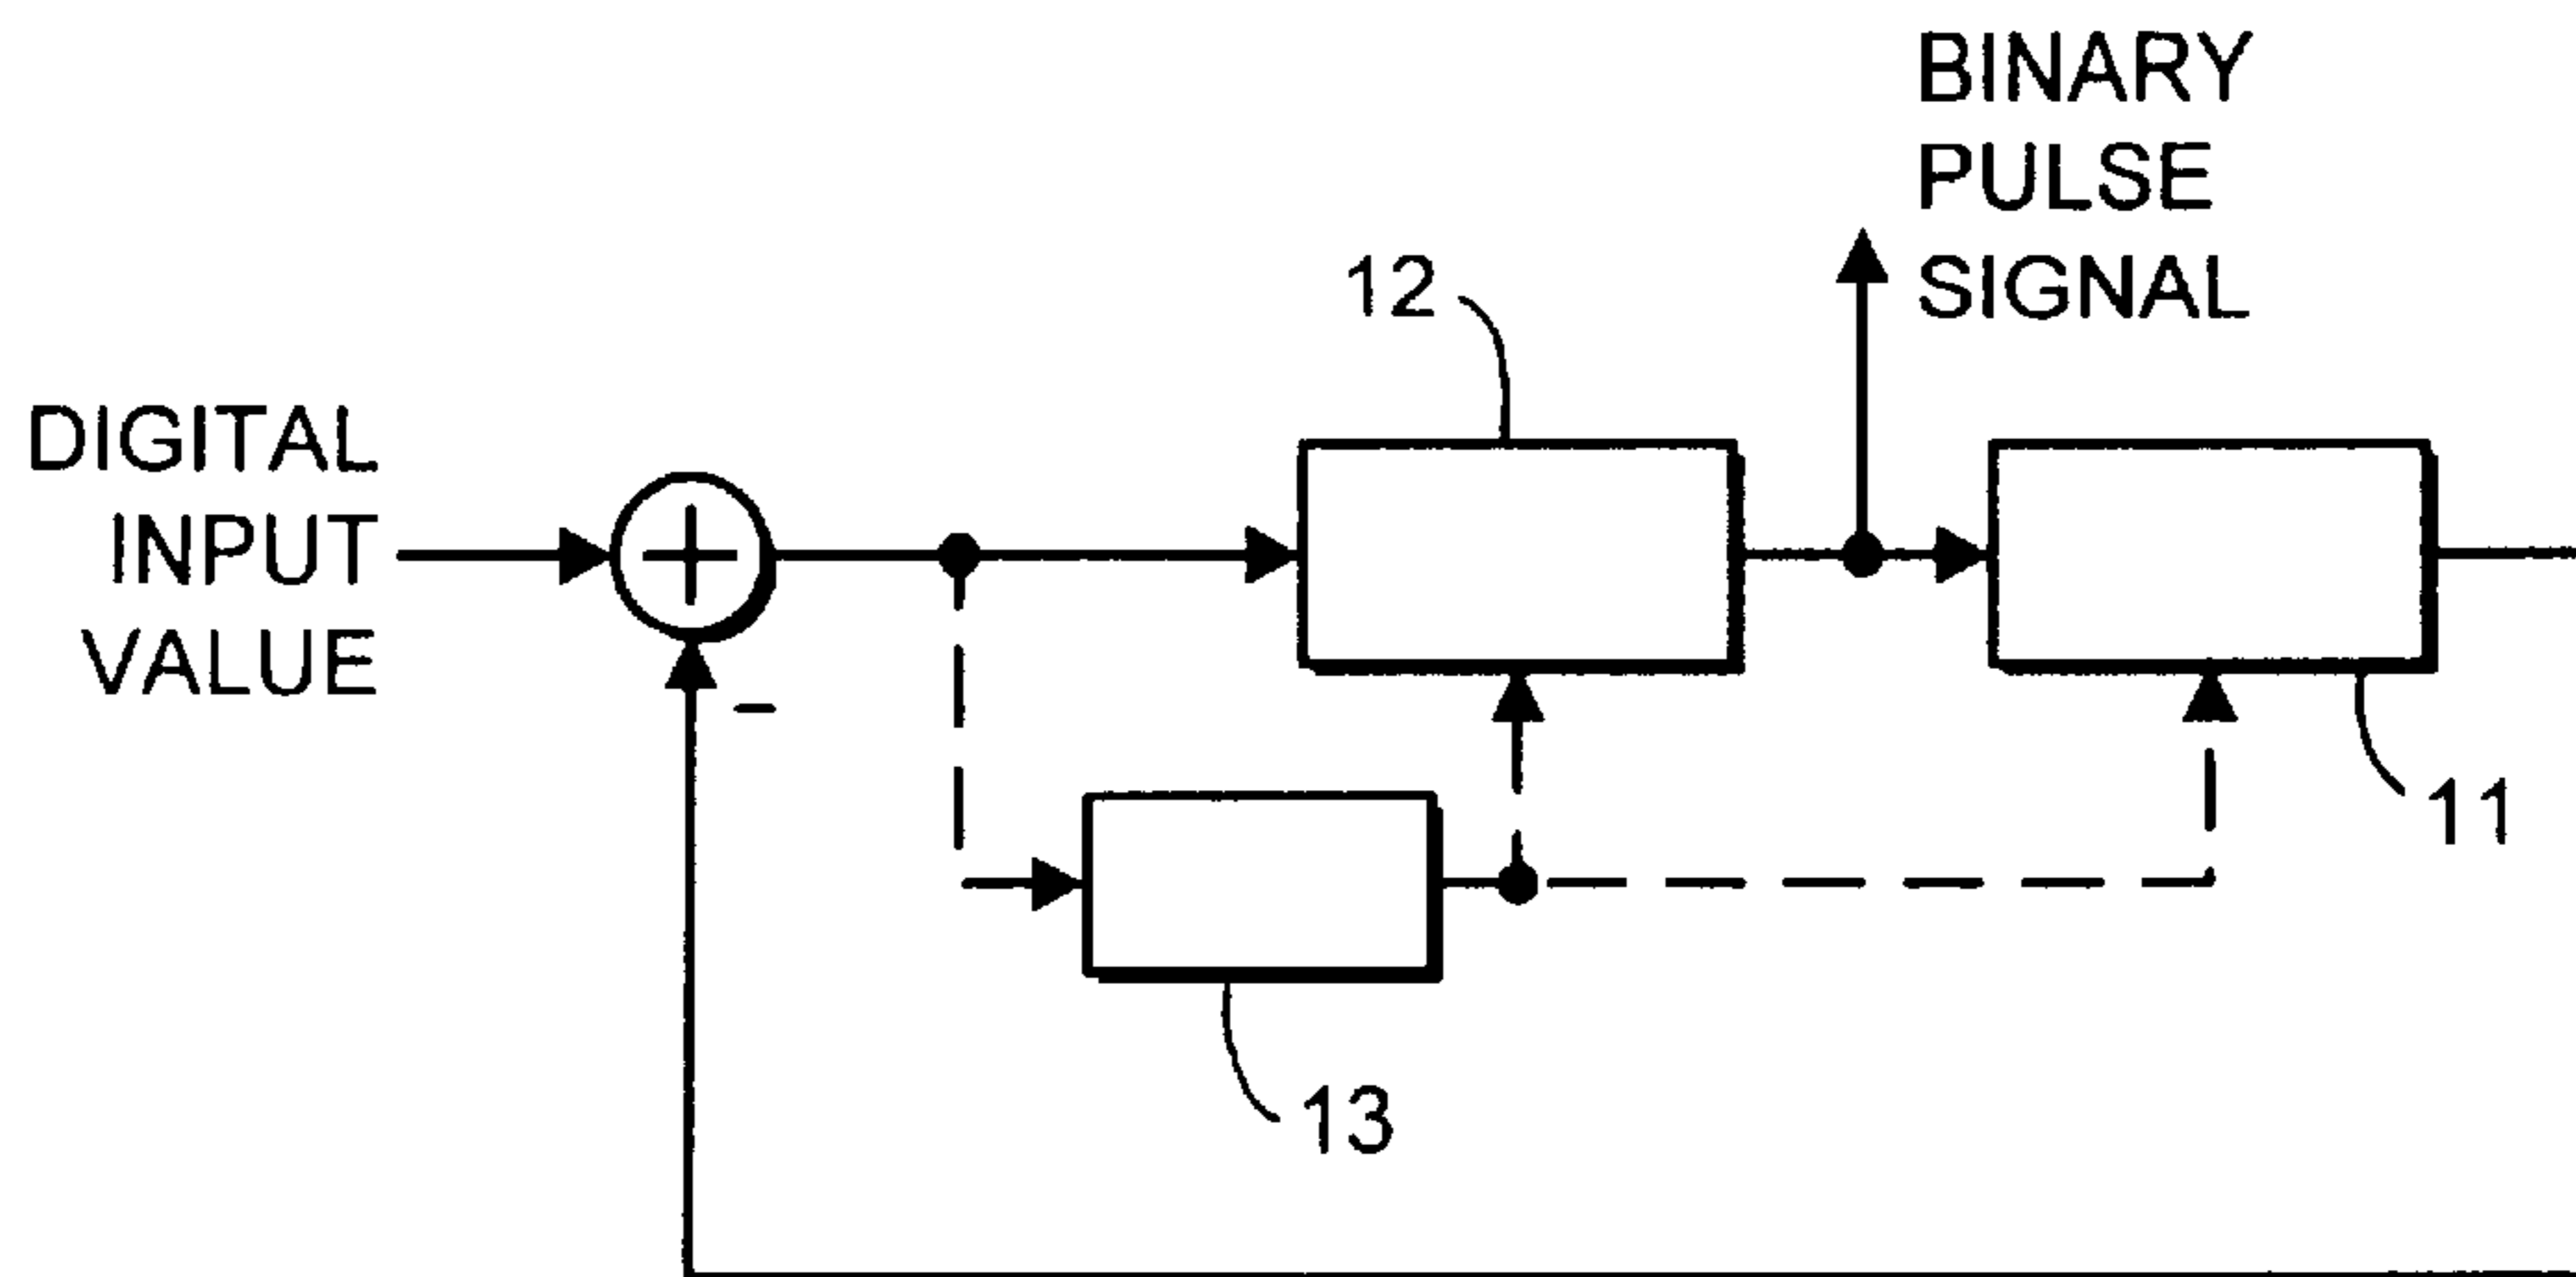 BINARY
PULSE
SIGNAL
12
DIGITAL
INPUT
VALUE
+
-
11
13